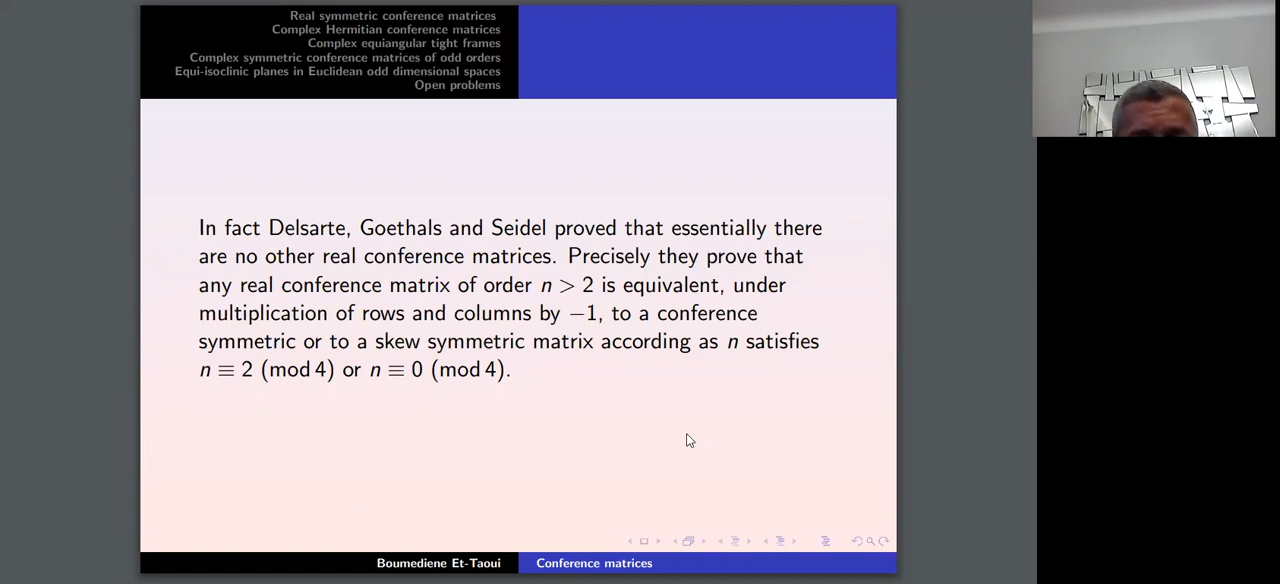 Real symmetric conference matrices
Complex Hermitian conference matrices
Complex equiangular tight frames
Complex symmetric conference matrices of odd orders
Equi-isoclinic planes in Euclidean odd dimensional spaces
Open problems
In fact Delsarte, Goethals and Seidel proved that essentially there
are no other real conference matrices. Precisely they prove that
any real conference matrix of order n > 2 is equivalent, under
multiplication of rows and columns by −1, to a conference
symmetric or to a skew symmetric matrix according as n satisfies
n ≡ 2 (mod 4) or n ≡ 0 (mod 4).
Boumediene Et-Taoui
Conference matrices